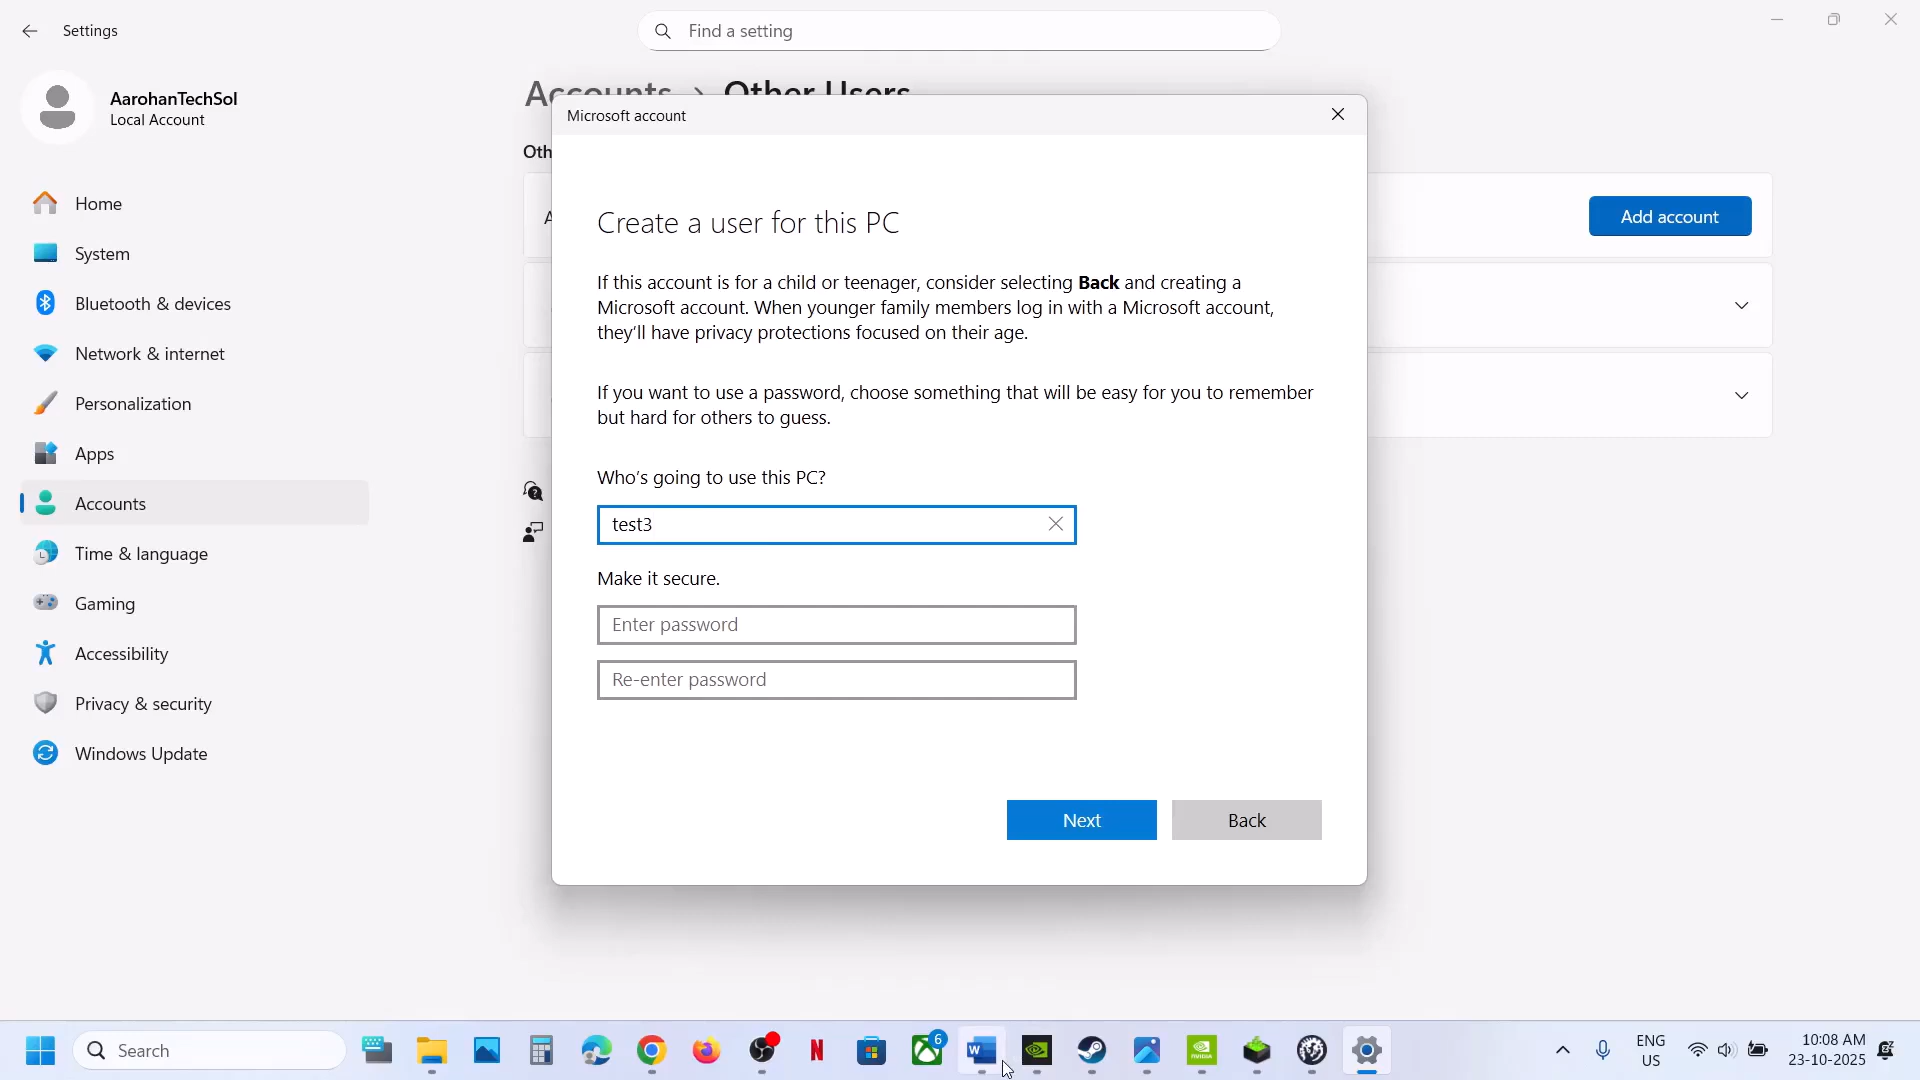 Settings
Find a setting
AarohanTechSol
Local Account
Home
System
Bluetooth & devices
Network & internet
Personalization
Apps
Accounts
Time & language
Gaming
Accessibility
Privacy & security
Windows Update
Accounts > Other Users
Oth
A
Add account
Microsoft account
Create a user for this PC
If this account is for a child or teenager, consider selecting Back and creating a
Microsoft account. When younger family members log in with a Microsoft account,
they'll have privacy protections focused on their age.
If you want to use a password, choose something that will be easy for you to remember
but hard for others to guess.
Who's going to use this PC?
test3
Make it secure.
Enter password
Re-enter password
Next
Back
Search
6
ENG
US
10:08 AM
23-10-2025